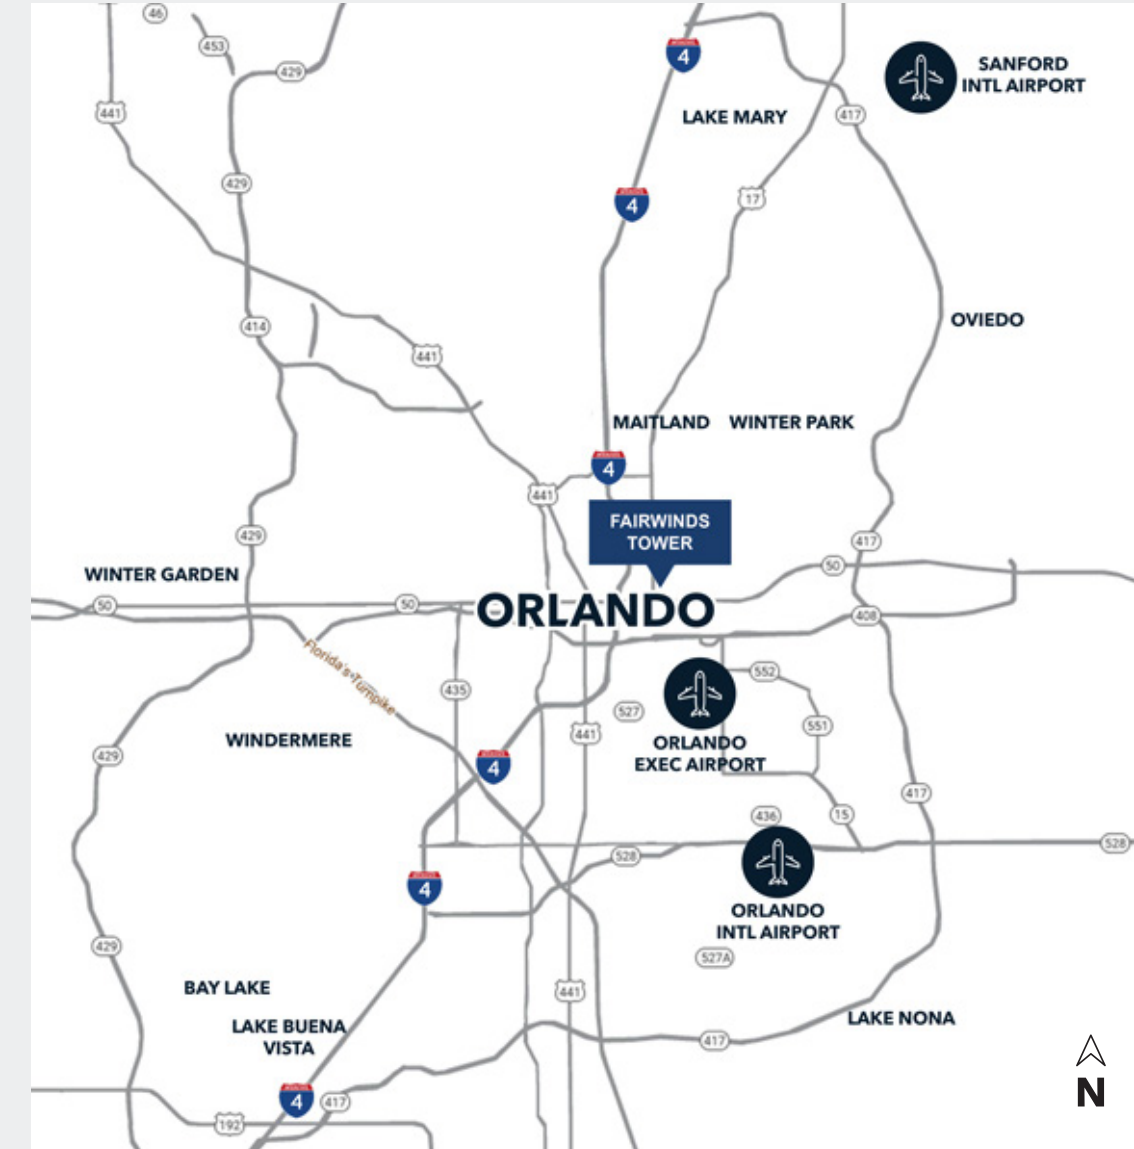 46
453
4
SANFORD
INTL AIRPORT
429
441
LAKE MARY
417
429
4
17
414
OVIEDO
441
MAITLAND
WINTER PARK
4
441
FAIRWINDS
TOWER
429
417
50
WINTER GARDEN
50
50
ORLANDO
408
Florida's Turnpike
552
435
527
551
441
WINDERMERE
ORLANDO
EXEC AIRPORT
429
4
417
436
15
528
528
4
ORLANDO
INTL AIRPORT
429
527A
BAY LAKE
441
LAKE NONA
LAKE BUENA
VISTA
417
4
417
192
N